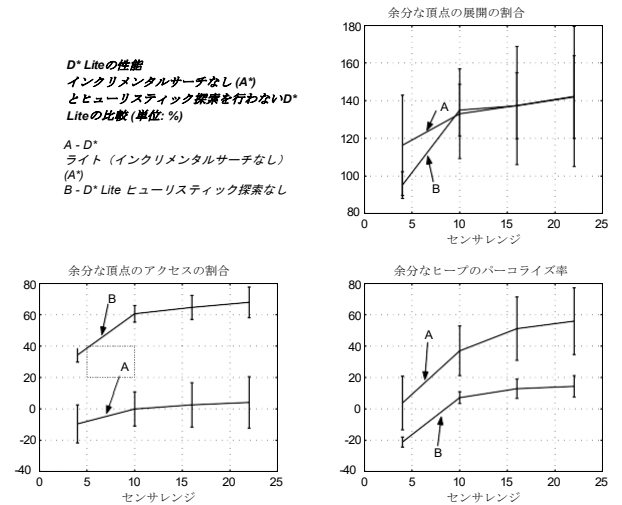 D* Liteの性能
インクリメンタルサーチなし (A*)
とヒューリスティック探索を行わないD*
Liteの比較 (単位: %)
A - D*
ライト（インクリメンタルサーチなし）
(A*)
B - D* Lite ヒューリスティック探索なし
余分な頂点の展開の割合
180
160
140
120
100
80
A
B
0 5 10 15 20 25
センサレンジ
余分な頂点のアクセスの割合
80
60
40
20
0
-20
-40
B
A
0 5 10 15 20 25
センサレンジ
余分なヒープのパーコライズ率
80
60
40
20
0
-20
-40
A
B
0 5 10 15 20 25
センサレンジ